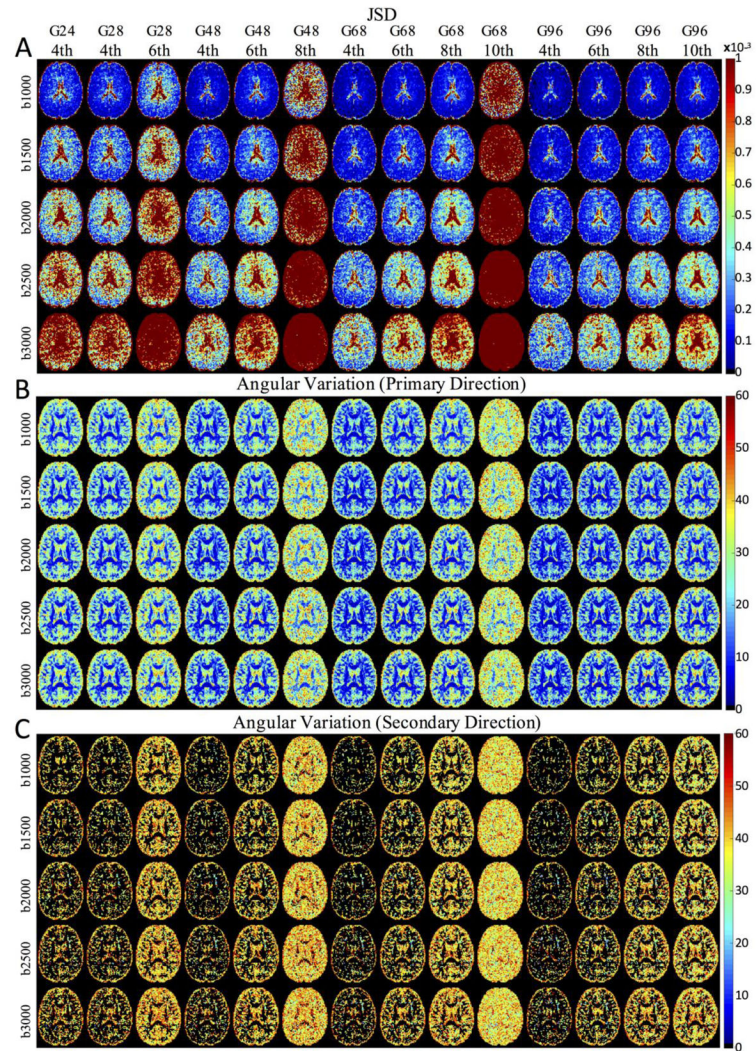 JSD
G24 G28 G28 G48 G48 G48 G68 G68 G68 G68 G96 G96 G96 G96
A 4th 4th 6th 4th 6th 8th 4th 6th 8th 10th 4th 6th 8th 10th x10⁻³
b1000
b1500
b2000
b2500
b3000
1
0.9
0.8
0.7
0.6
0.5
0.4
0.3
0.2
0.1
0
B Angular Variation (Primary Direction)
b1000
b1500
b2000
b2500
b3000
60
50
40
30
20
10
0
C Angular Variation (Secondary Direction)
b1000
b1500
b2000
b2500
b3000
60
50
40
30
20
10
0